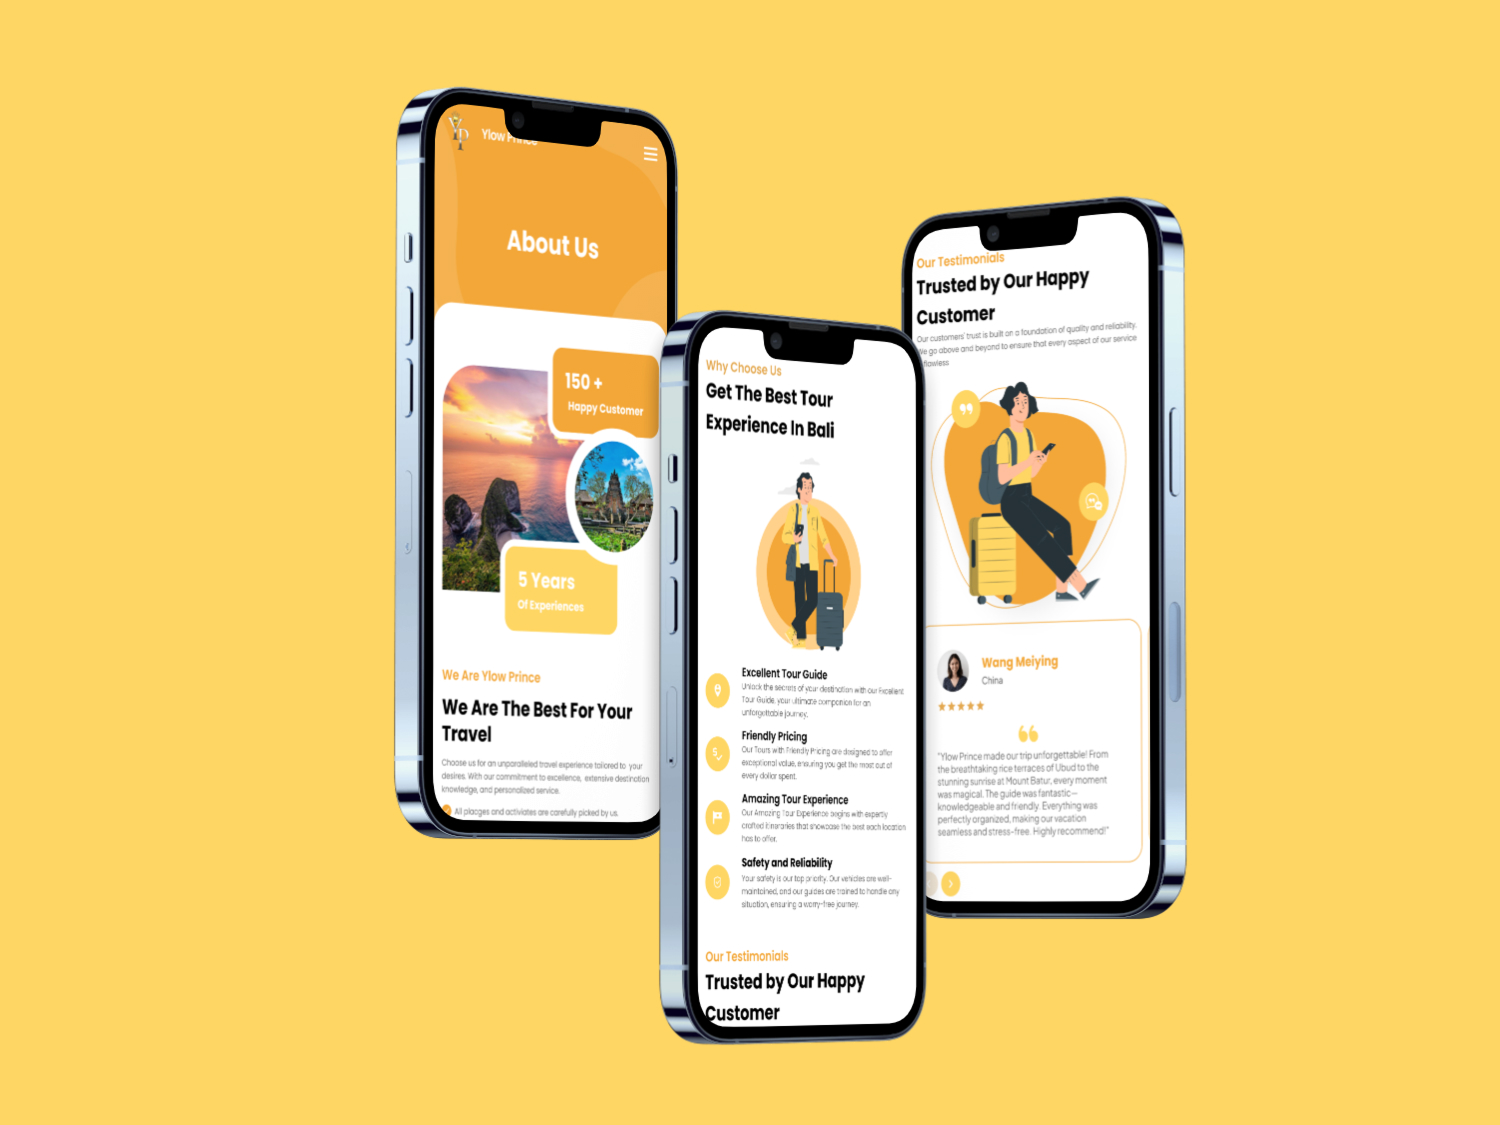 Ylow Prince
About Us
150 +
Happy Customer
5 Years
Of Experiences
We Are Ylow Prince
We Are The Best For Your
Travel
Choose us for an unparalleled travel experience tailored to your
desires. With our commitment to excellence, extensive destination
knowledge, and personalized service.
All placges and activiates are carefully picked by us.
Why Choose Us
Get The Best Tour
Experience In Bali
Excellent Tour Guide
Unlock the secrets of your destination with our Excellent
Tour Guide, your ultimate companion for an
unforgettable journey.
Friendly Pricing
Our Tours with Friendly Pricing are designed to offer
exceptional value, ensuring you get the most out of
every dollar spent.
Amazing Tour Experience
Our Amazing Tour Experience begins with expertly
crafted itineraries that showcase the best each location
has to offer.
Safety and Reliability
Your safety is our top priority. Our vehicles are well-
maintained, and our guides are trained to handle any
situation, ensuring a worry-free journey.
Our Testimonials
Trusted by Our Happy
Customer
Our Testimonials
Trusted by Our Happy
Customer
Our customers' trust is built on a foundation of quality and reliability.
We go above and beyond to ensure that every aspect of our service
flawless
Wang Meiying
China
"Ylow Prince made our trip unforgettable! From
the breathtaking rice terraces of Ubud to the
stunning sunrise at Mount Batur, every moment
was magical. The guide was fantastic—
knowledgeable and friendly. Everything was
perfectly organized, making our vacation
seamless and stress-free. Highly recommend!"